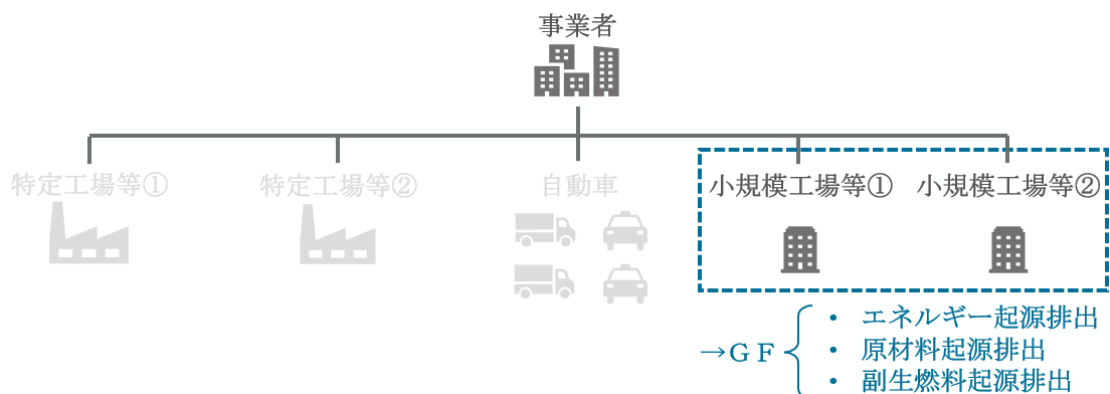 事業者
特定工場等①
特定工場等②
自動車
小規模工場等①
小規模工場等②
→ＧＦ
・ エネルギー起源排出
・ 原材料起源排出
・ 副生燃料起源排出